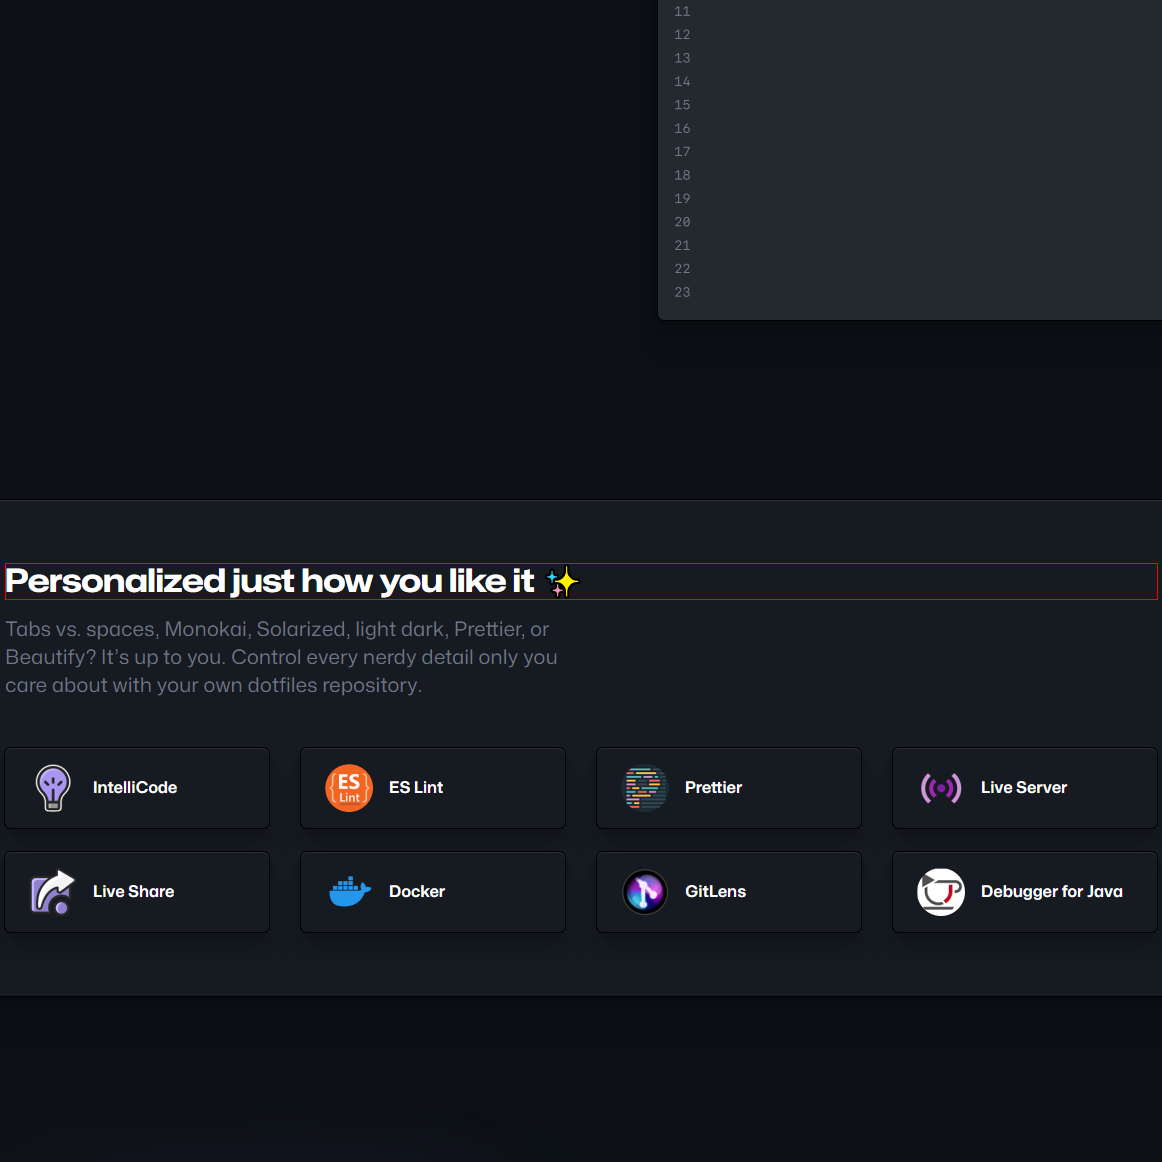 11
12
13
14
15
16
17
18
19
20
21
22
23
Personalized just how you like it ✨
Tabs vs. spaces, Monokai, Solarized, light dark, Prettier, or
Beautify? It’s up to you. Control every nerdy detail only you
care about with your own dotfiles repository.
IntelliCode
ES Lint
ES Lint
Prettier
Live Server
Live Share
Docker
GitLens
Debugger for Java